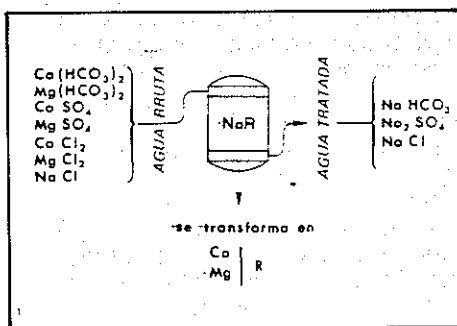 Ca(HCO₃)₂
Mg(HCO₃)₂
Ca SO₄
Mg SO₄
Ca Cl₂
Mg Cl₂
Na Cl
AGUA BRUTA
NaR
AGUA TRATADA
Na HCO₃
Na₂ SO₄
Na Cl
se transforma en
Ca
Mg
R
1